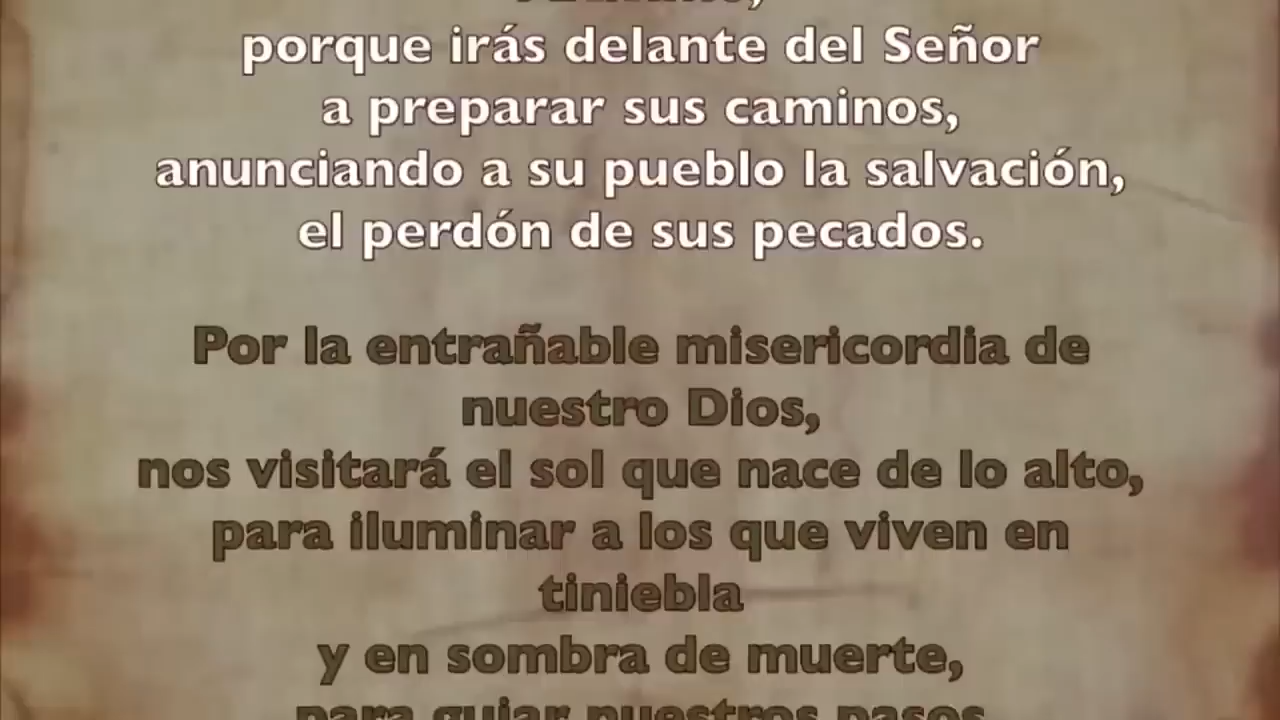 porque irás delante del Señor
a preparar sus caminos,
anunciando a su pueblo la salvación,
el perdón de sus pecados.
Por la entrañable misericordia de
nuestro Dios,
nos visitará el sol que nace de lo alto,
para iluminar a los que viven en
tiniebla
y en sombra de muerte,
para guiar nuestros pasos